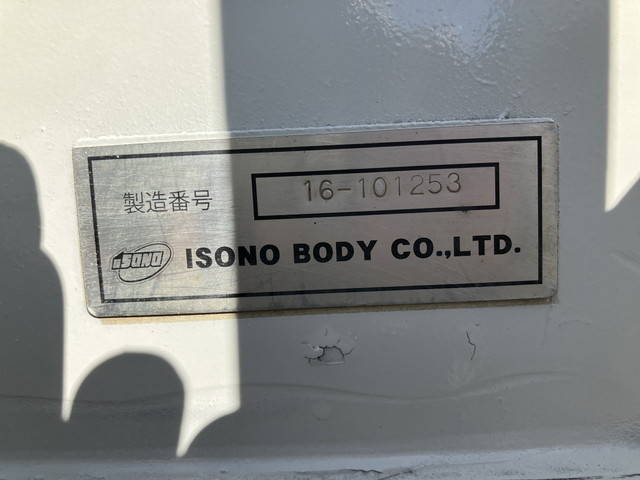 製造番号 16-101253
isono ISONO BODY CO.,LTD.